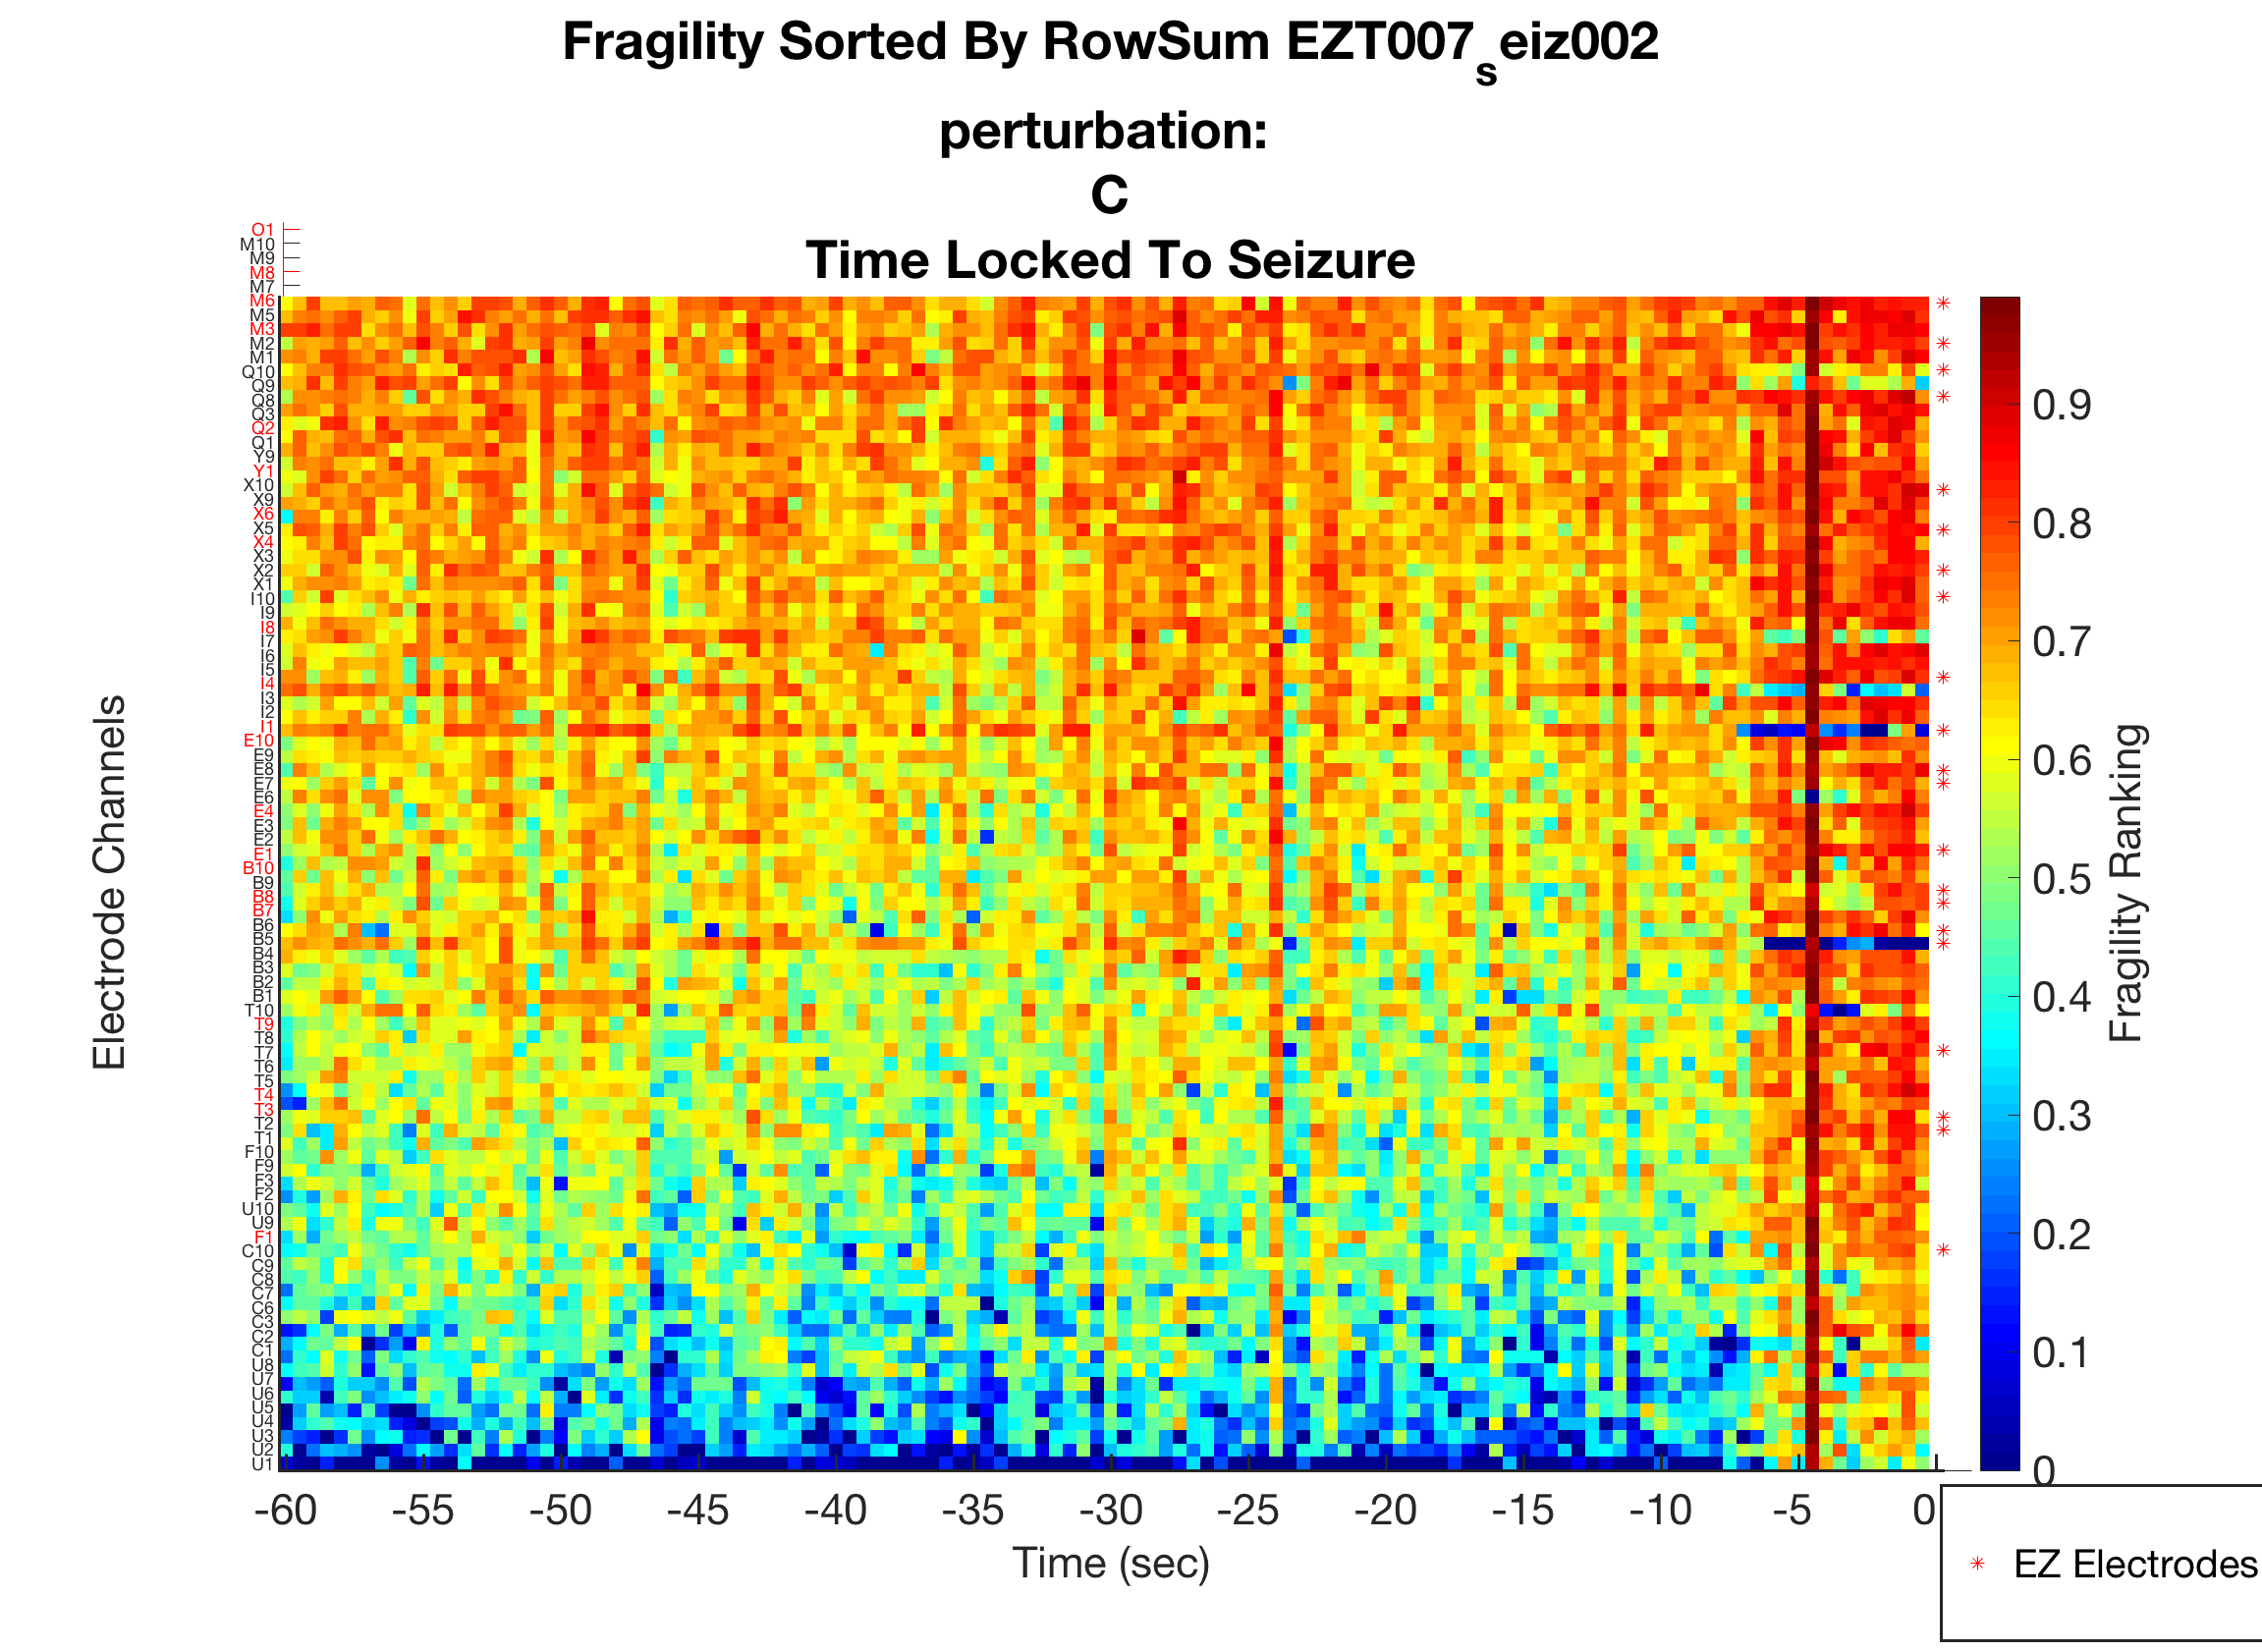 Fragility Sorted By RowSum EZT007seiz002
perturbation:
C
Time Locked To Seizure
O1
M10
M9
M8
M7
M6
M5
M3
M2
M1
Q10
Q9
Q8
Q3
Q2
Q1
Y9
Y1
X10
X9
X6
X5
X4
X3
X2
X1
I10
I9
I8
I7
I6
I5
I4
I3
I2
I1
E10
E9
E8
E7
E6
E4
E3
E2
E1
B10
B9
B8
B7
B6
B5
B4
B3
B2
B1
T10
T9
T8
T7
T6
T5
T4
T3
T2
T1
F10
F9
F3
F2
U10
U9
F1
C10
C9
C8
C7
C6
C3
C2
C1
U8
U7
U6
U5
U4
U3
U2
U1
Electrode Channels
-60 -55 -50 -45 -40 -35 -30 -25 -20 -15 -10 -5 0
Time (sec)
0.9
0.8
0.7
0.6
0.5
0.4
0.3
0.2
0.1
0
Fragility Ranking
EZ Electrodes